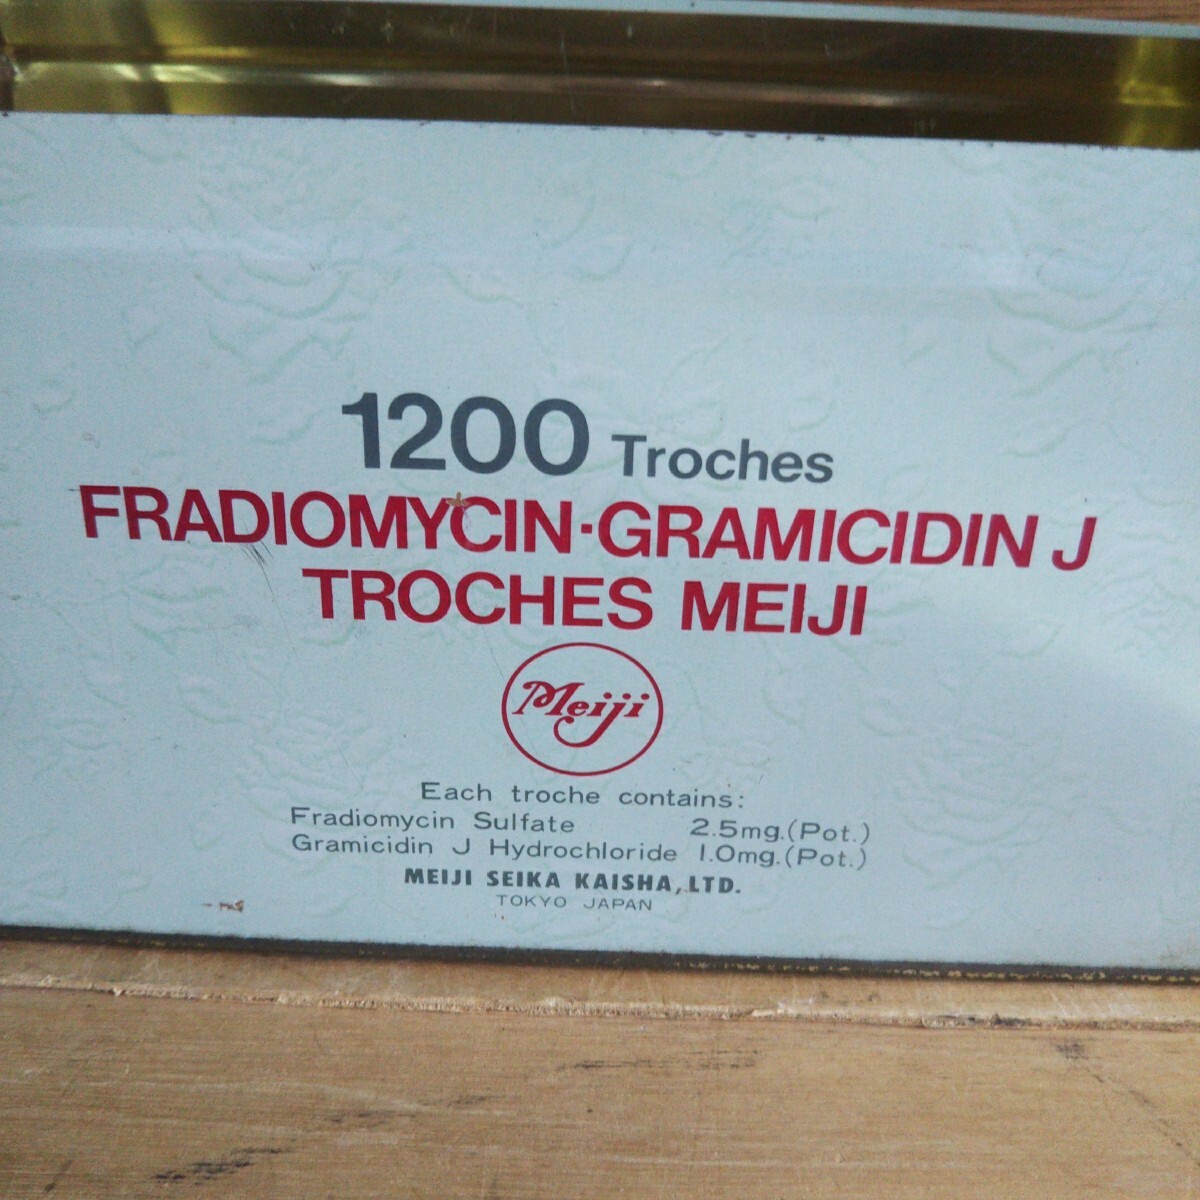 1200 Troches
FRADIOMYCIN-GRAMICIDIN J
TROCHES MEIJI
Meiji
Each troche contains:
Fradiomycin Sulfate 2.5mg.(Pot.)
Gramicidin J Hydrochloride 1.0mg.(Pot.)
MEIJI SEIKA KAISHA, LTD.
TOKYO JAPAN